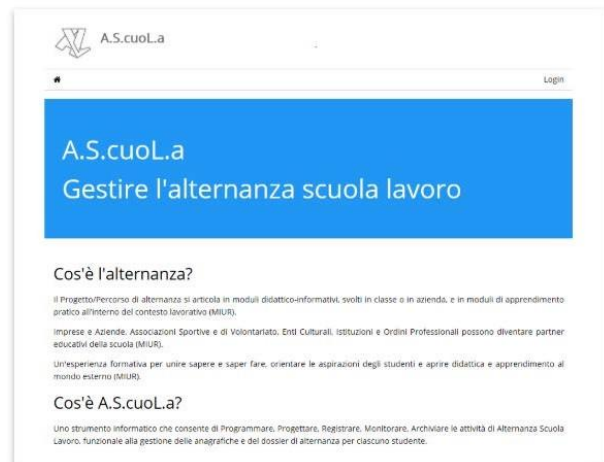 A.S.cuoL.a
Login
A.S.cuoL.a
Gestire l'alternanza scuola lavoro
Cos'è l'alternanza?
Il Progetto/Percorso di alternanza si articola in moduli didattico-informativi, svolti in classe o in azienda, e in moduli di apprendimento
pratico all'interno del contesto lavorativo (MIUR).
Imprese e Aziende, Associazioni Sportive e di Volontariato, Enti Culturali, Istituzioni e Ordini Professionali possono diventare partner
educativi della scuola (MIUR).
Un'esperienza formativa per unire sapere e saper fare, orientare le aspirazioni degli studenti e aprire didattica e apprendimento al
mondo esterno (MIUR).
Cos'è A.S.cuoL.a?
Uno strumento informatico che consente di Programmare, Progettare, Registrare, Monitorare, Archiviare le attività di Alternanza Scuola
Lavoro, funzionale alla gestione delle anagrafiche e del dossier di alternanza per ciascuno studente.